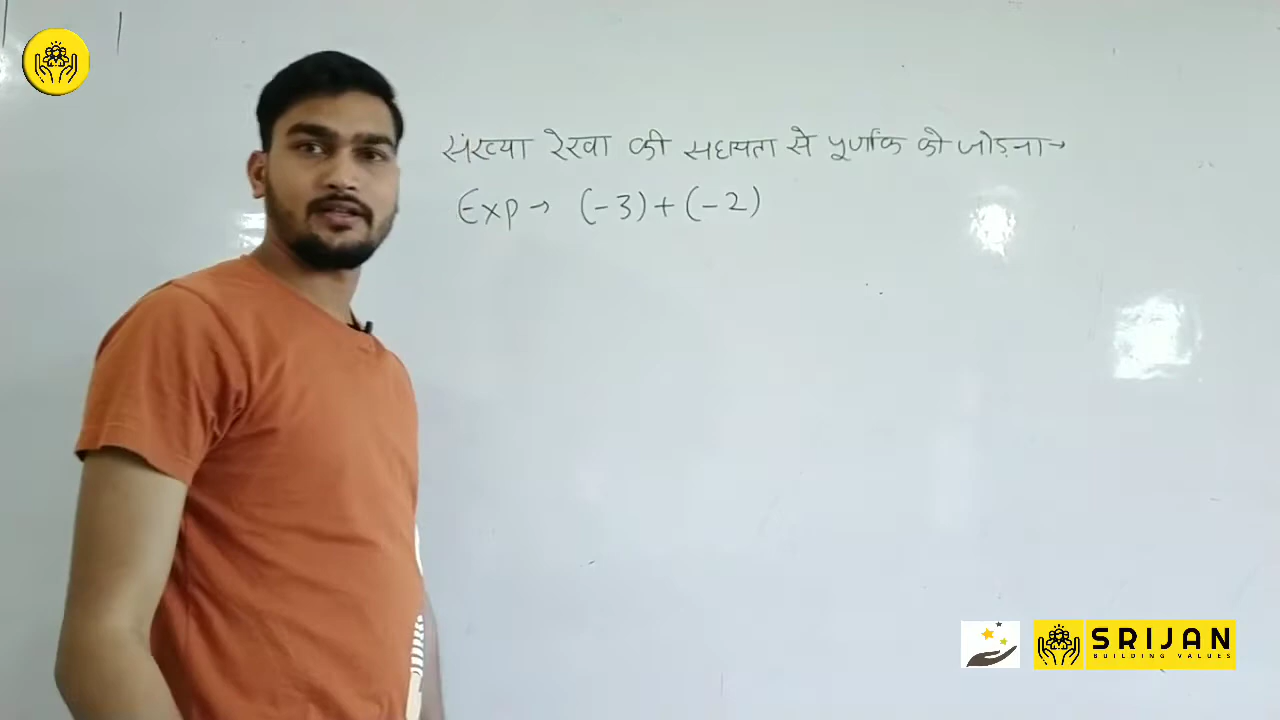 संख्या रेखा की सहायता से पूर्णांक को जोड़ना→
Exp → (-3)+(-2)
SRIJAN
BUILDING VALUES